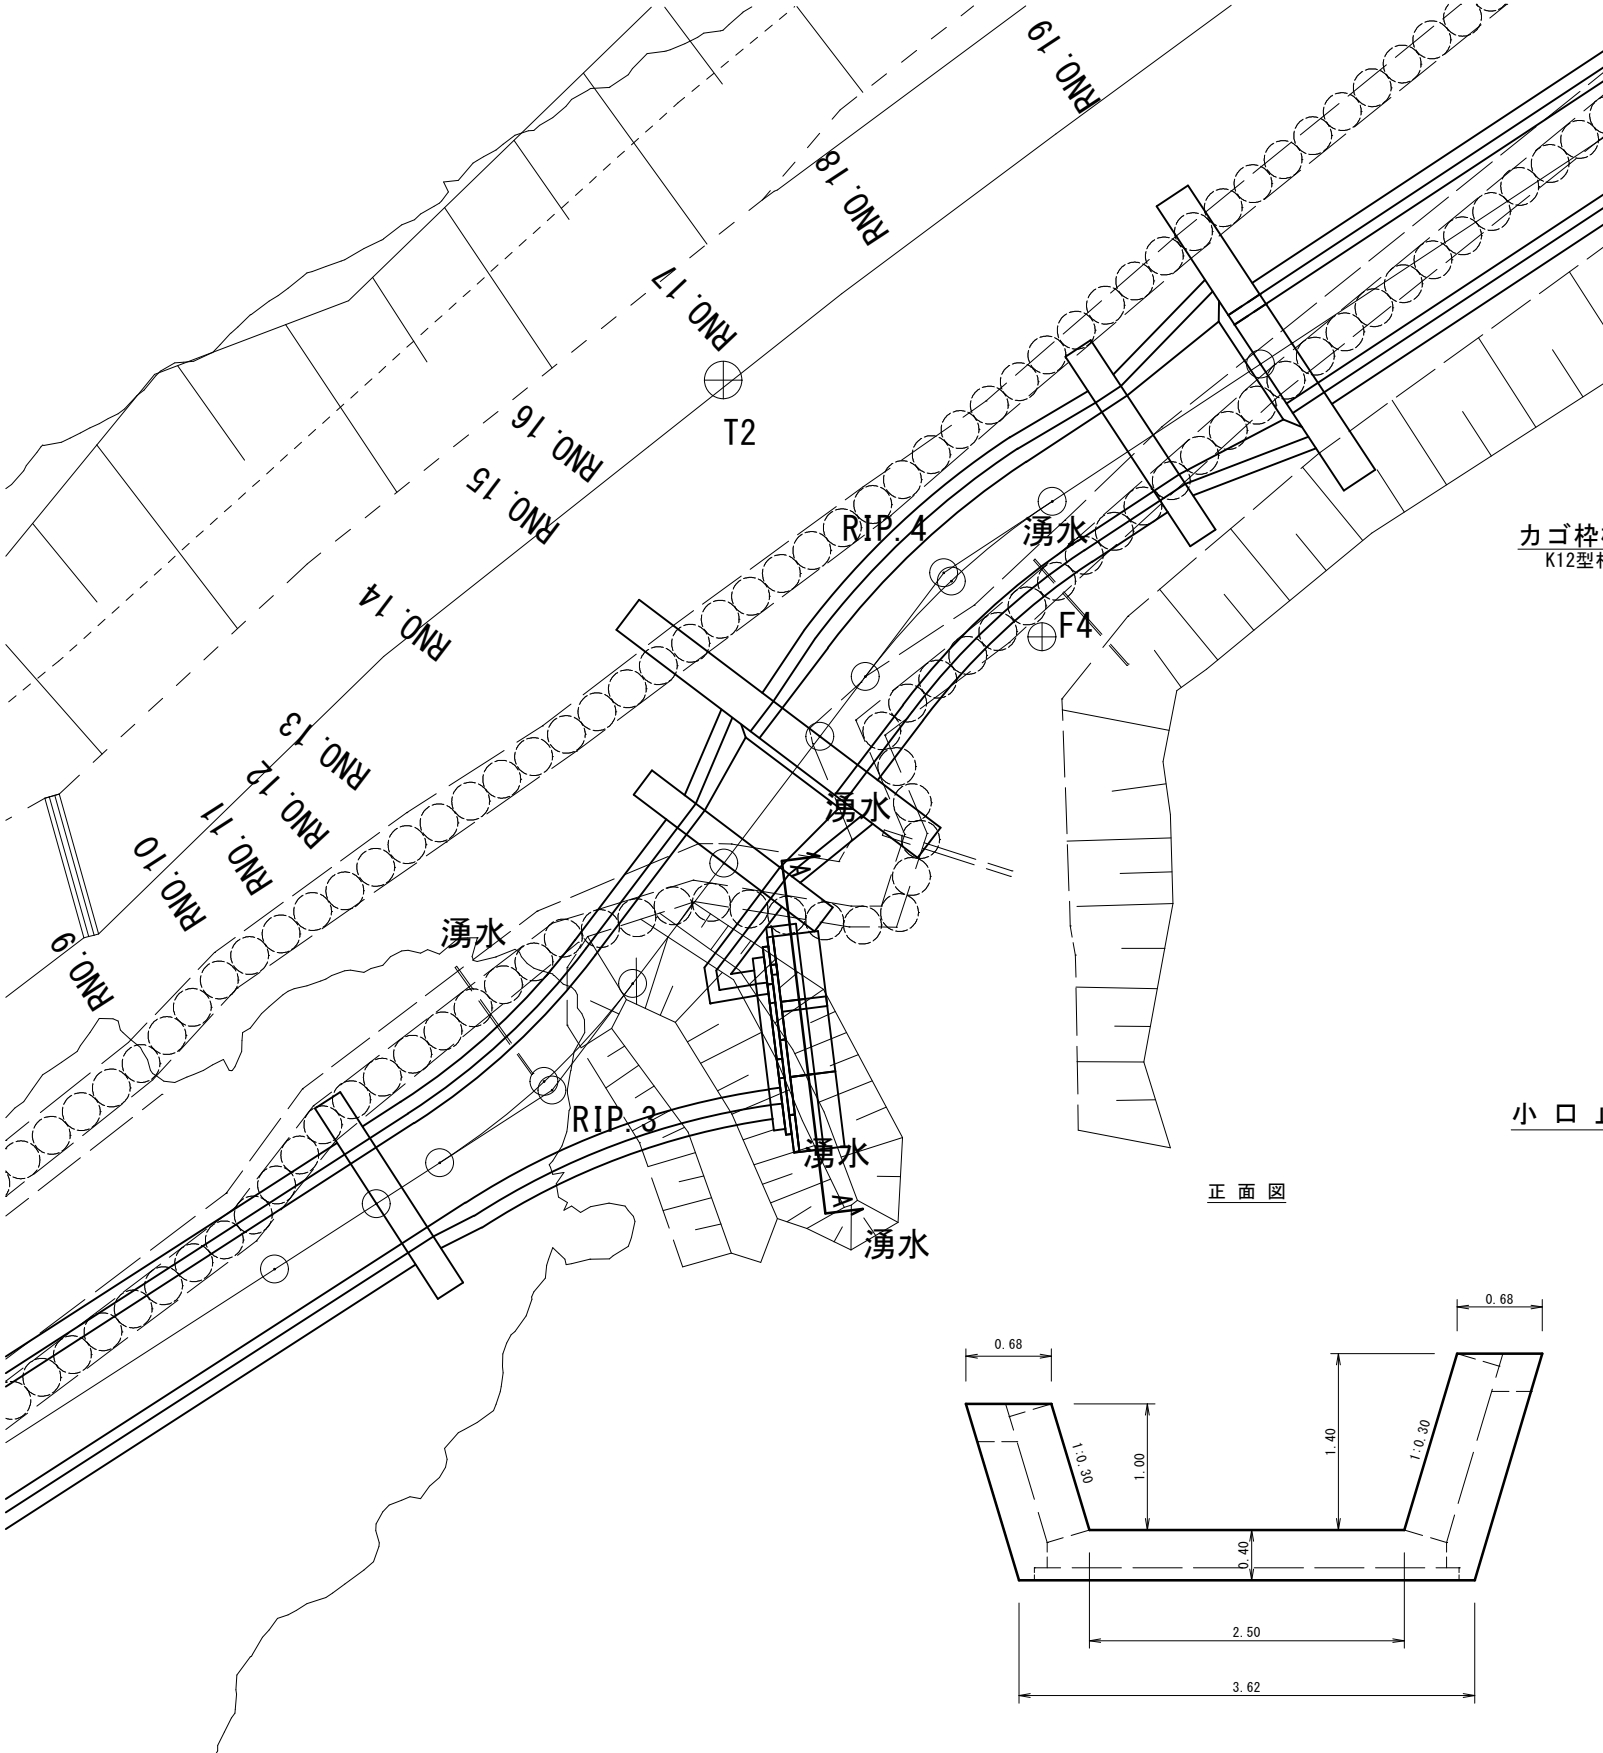 RNO.19
RNO.18
RNO.17
T2
RNO.16
RNO.15
RIP.4
湧水
カゴ枠
K12型
RNO.14
F4
RNO.13
RNO.12
湧水
RNO.11
RNO.10
湧水
RNO.9
A
RIP.3
小 口 止
湧水
正 面 図
A
湧水
0.68
0.68
1:0.30
1.00
1.40
1:0.30
0.40
2.50
3.62